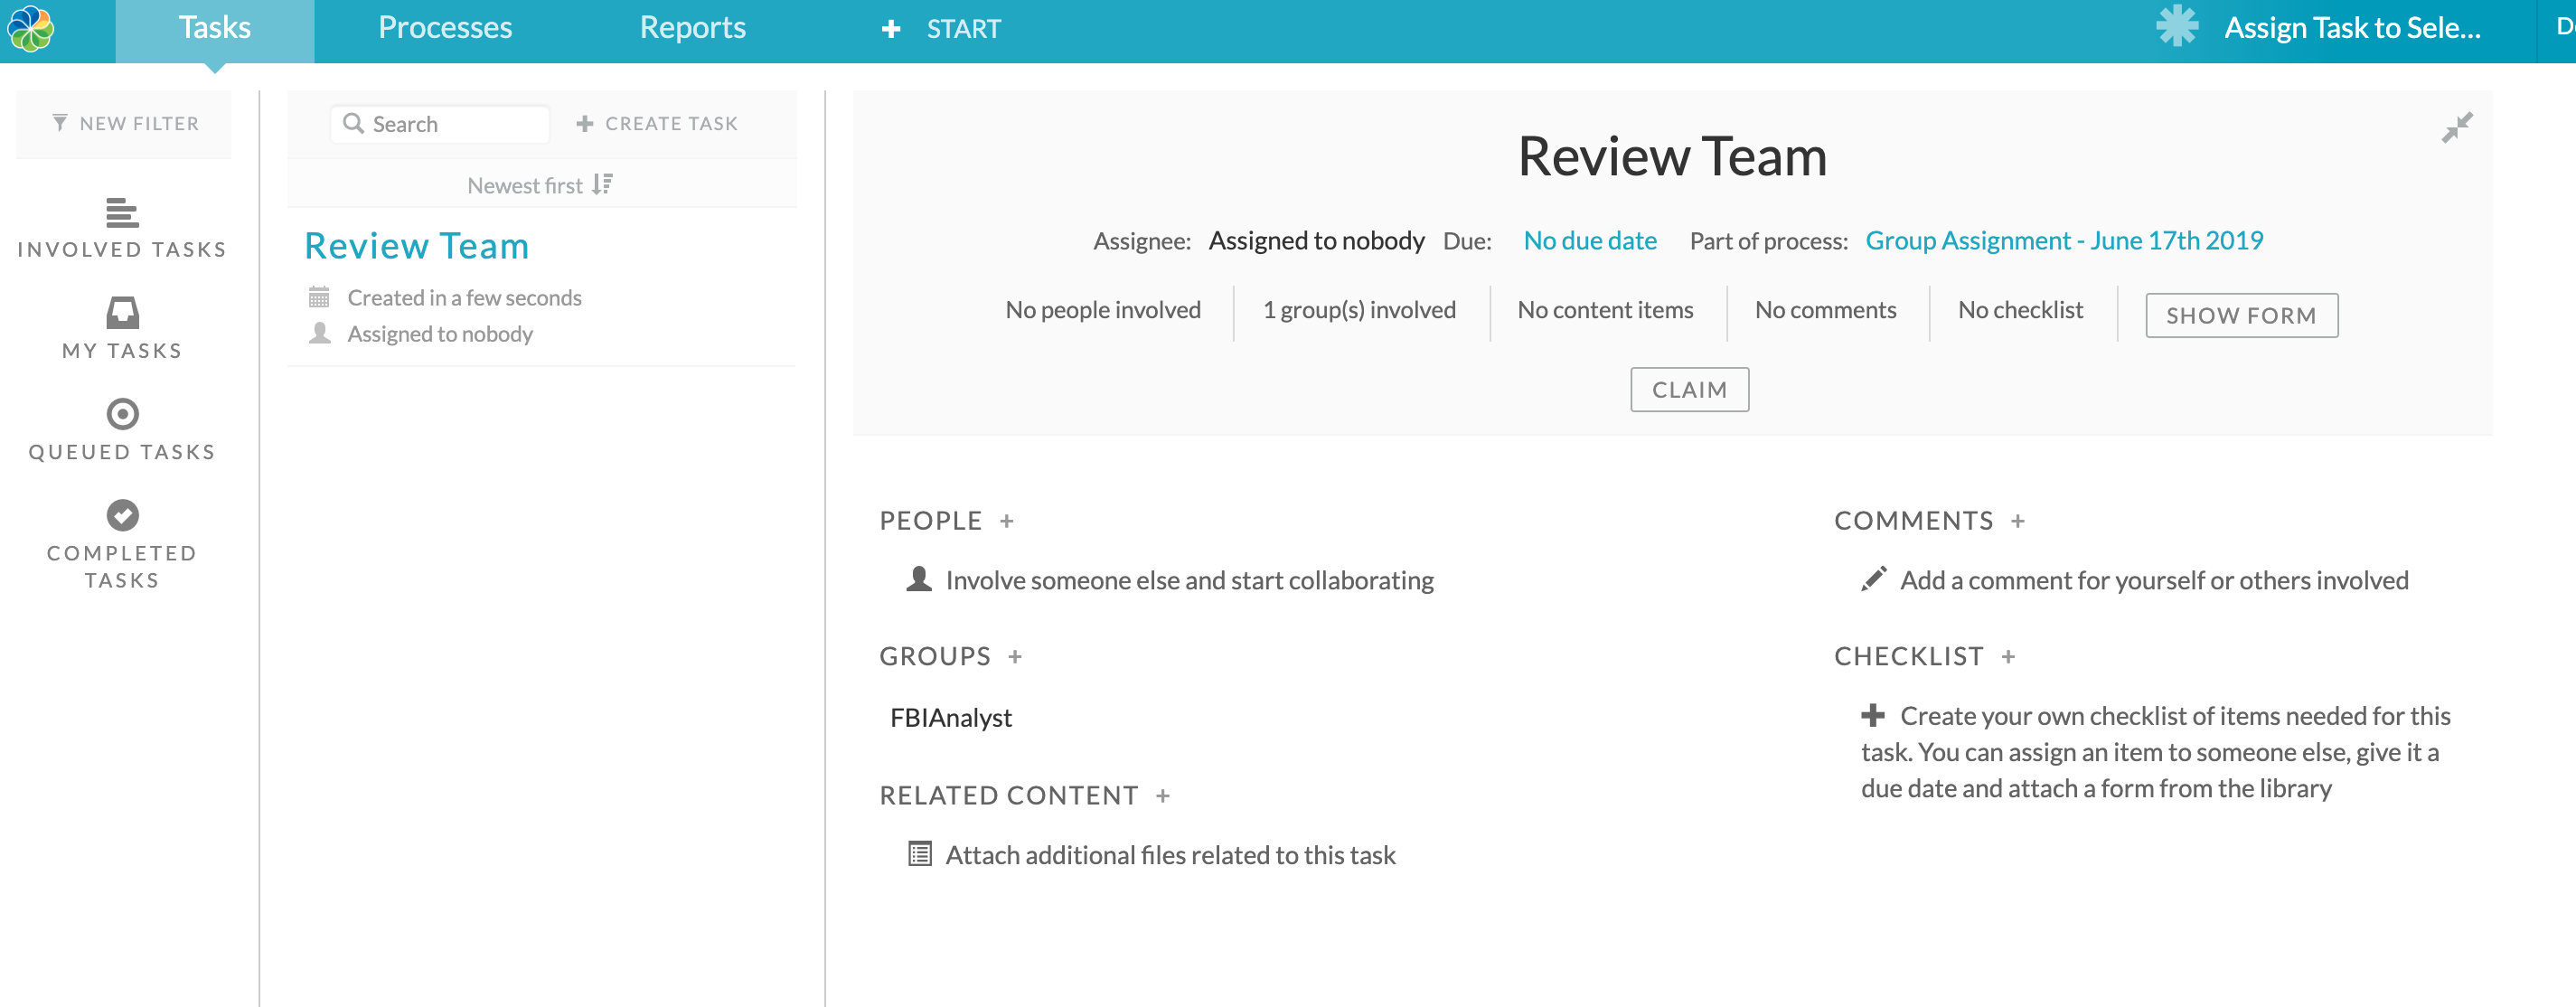 Tasks
Processes
Reports
START
Assign Task to Sele...
NEW FILTER
INVOLVED TASKS
MY TASKS
QUEUED TASKS
COMPLETED
TASKS
Search
CREATE TASK
Newest first
Review Team
Created in a few seconds
Assigned to nobody
Review Team
Assignee: Assigned to nobody Due: No due date Part of process: Group Assignment - June 17th 2019
No people involved
1 group(s) involved
No content items
No comments
No checklist
SHOW FORM
CLAIM
PEOPLE +
Involve someone else and start collaborating
GROUPS +
FBIAnalyst
RELATED CONTENT +
Attach additional files related to this task
COMMENTS +
Add a comment for yourself or others involved
CHECKLIST +
Create your own checklist of items needed for this
task. You can assign an item to someone else, give it a
due date and attach a form from the library